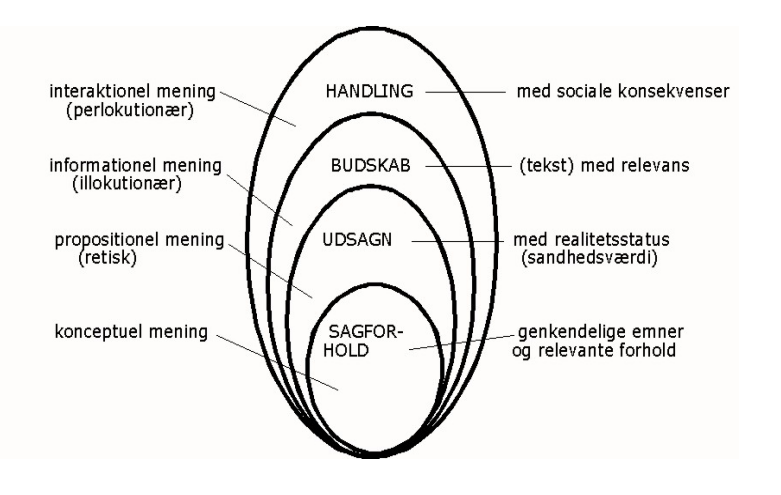 interaktionel mening
(perlokutionær)
HANDLING
med sociale konsekvenser
informationel mening
(illokutionær)
BUDSKAB
(tekst) med relevans
propositionel mening
(retisk)
UDSAGN
med realitetsstatus
(sandhedsværdi)
konceptuel mening
SAGFOR-
HOLD
genkendelige emner
og relevante forhold